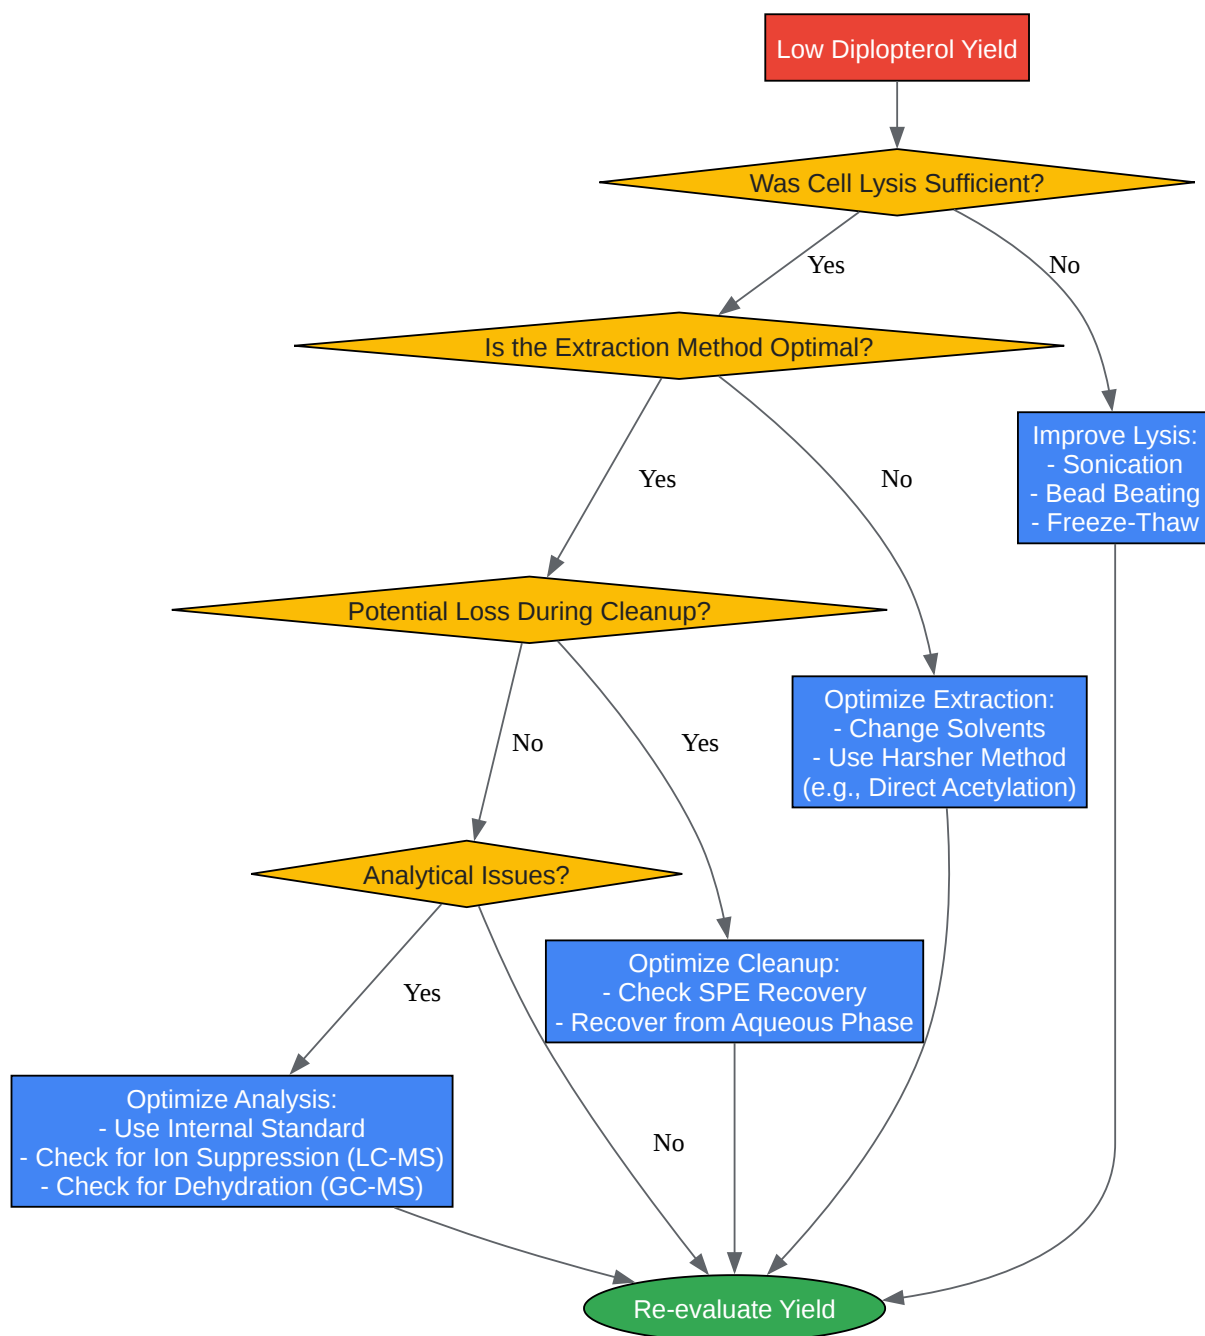 Low Diplopterol Yield
Was Cell Lysis Sufficient?
Yes
No
Is the Extraction Method Optimal?
Improve Lysis:
- Sonication
- Bead Beating
- Freeze-Thaw
Yes
No
Potential Loss During Cleanup?
Optimize Extraction:
- Change Solvents
- Use Harsher Method
(e.g., Direct Acetylation)
No
Yes
Analytical Issues?
Optimize Cleanup:
- Check SPE Recovery
- Recover from Aqueous Phase
Yes
No
Optimize Analysis:
- Use Internal Standard
- Check for Ion Suppression (LC-MS)
- Check for Dehydration (GC-MS)
Re-evaluate Yield